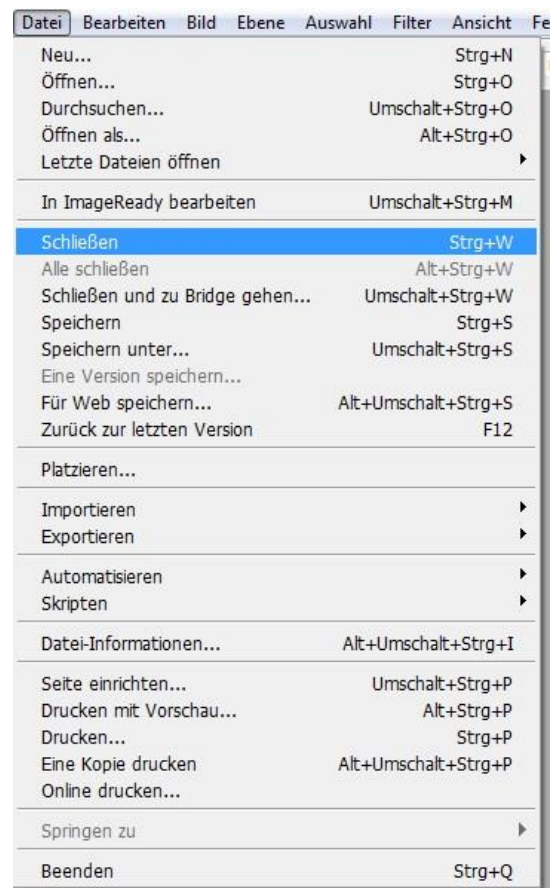 Datei Bearbeiten Bild Ebene Auswahl Filter Ansicht Fe
Neu... Strg+N
Öffnen... Strg+O
Durchsuchen... Umschalt+Strg+O
Öffnen als... Alt+Strg+O
Letzte Dateien öffnen
In ImageReady bearbeiten Umschalt+Strg+M
Schließen Strg+W
Alle schließen Alt+Strg+W
Schließen und zu Bridge gehen... Umschalt+Strg+W
Speichern Strg+S
Speichern unter... Umschalt+Strg+S
Eine Version speichern...
Für Web speichern... Alt+Umschalt+Strg+S
Zurück zur letzten Version F12
Platzieren...
Importieren
Exportieren
Automatisieren
Skripten
Datei-Informationen... Alt+Umschalt+Strg+I
Seite einrichten... Umschalt+Strg+P
Drucken mit Vorschau... Alt+Strg+P
Drucken... Strg+P
Eine Kopie drucken Alt+Umschalt+Strg+P
Online drucken...
Springen zu
Beenden Strg+Q